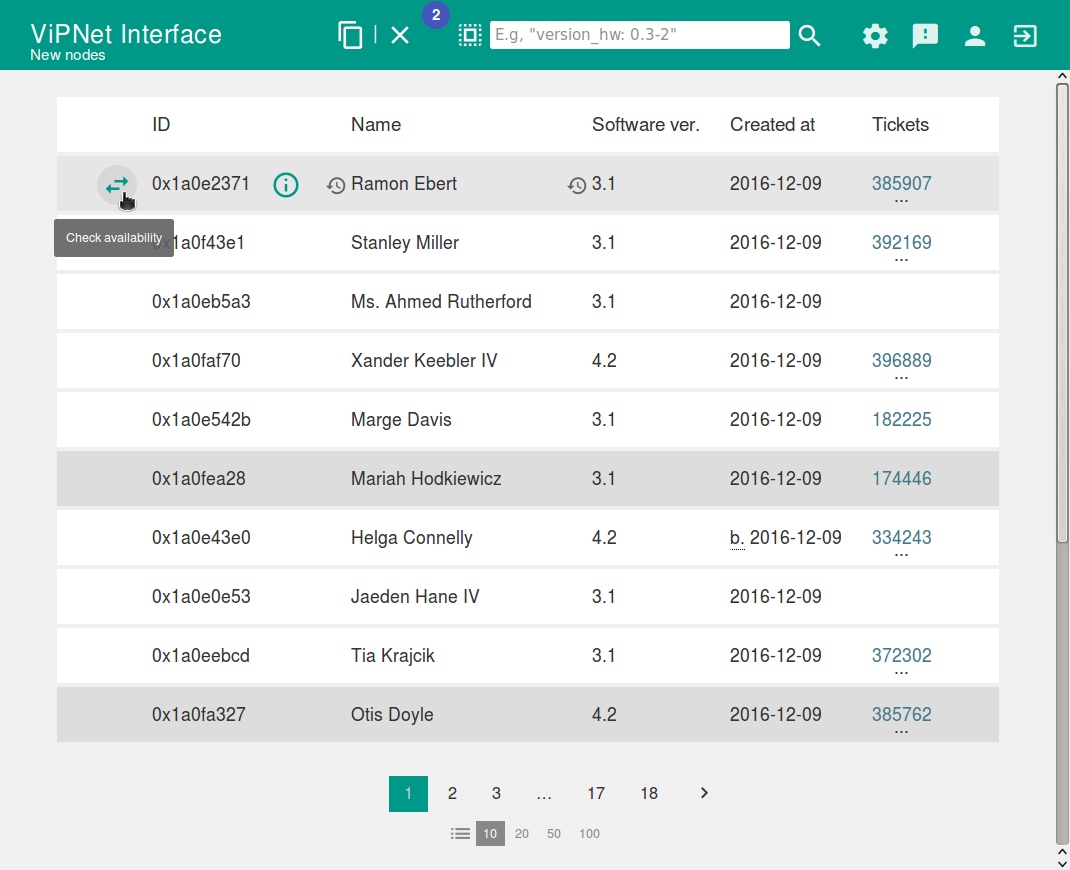 ViPNet Interface
New nodes
2
E.g, "version_hw: 0.3-2"
ID Name Software ver. Created at Tickets
0x1a0e2371 Ramon Ebert 3.1 2016-12-09 385907
...
Check availability
1a0f43e1 Stanley Miller 3.1 2016-12-09 392169
...
0x1a0eb5a3 Ms. Ahmed Rutherford 3.1 2016-12-09
0x1a0faf70 Xander Keebler IV 4.2 2016-12-09 396889
...
0x1a0e542b Marge Davis 3.1 2016-12-09 182225
0x1a0fea28 Mariah Hodkiewicz 3.1 2016-12-09 174446
0x1a0e43e0 Helga Connelly 4.2 b. 2016-12-09 334243
...
0x1a0e0e53 Jaeden Hane IV 3.1 2016-12-09
0x1a0eebcd Tia Krajcik 3.1 2016-12-09 372302
...
0x1a0fa327 Otis Doyle 4.2 2016-12-09 385762
...
1 2 3 ... 17 18
10 20 50 100